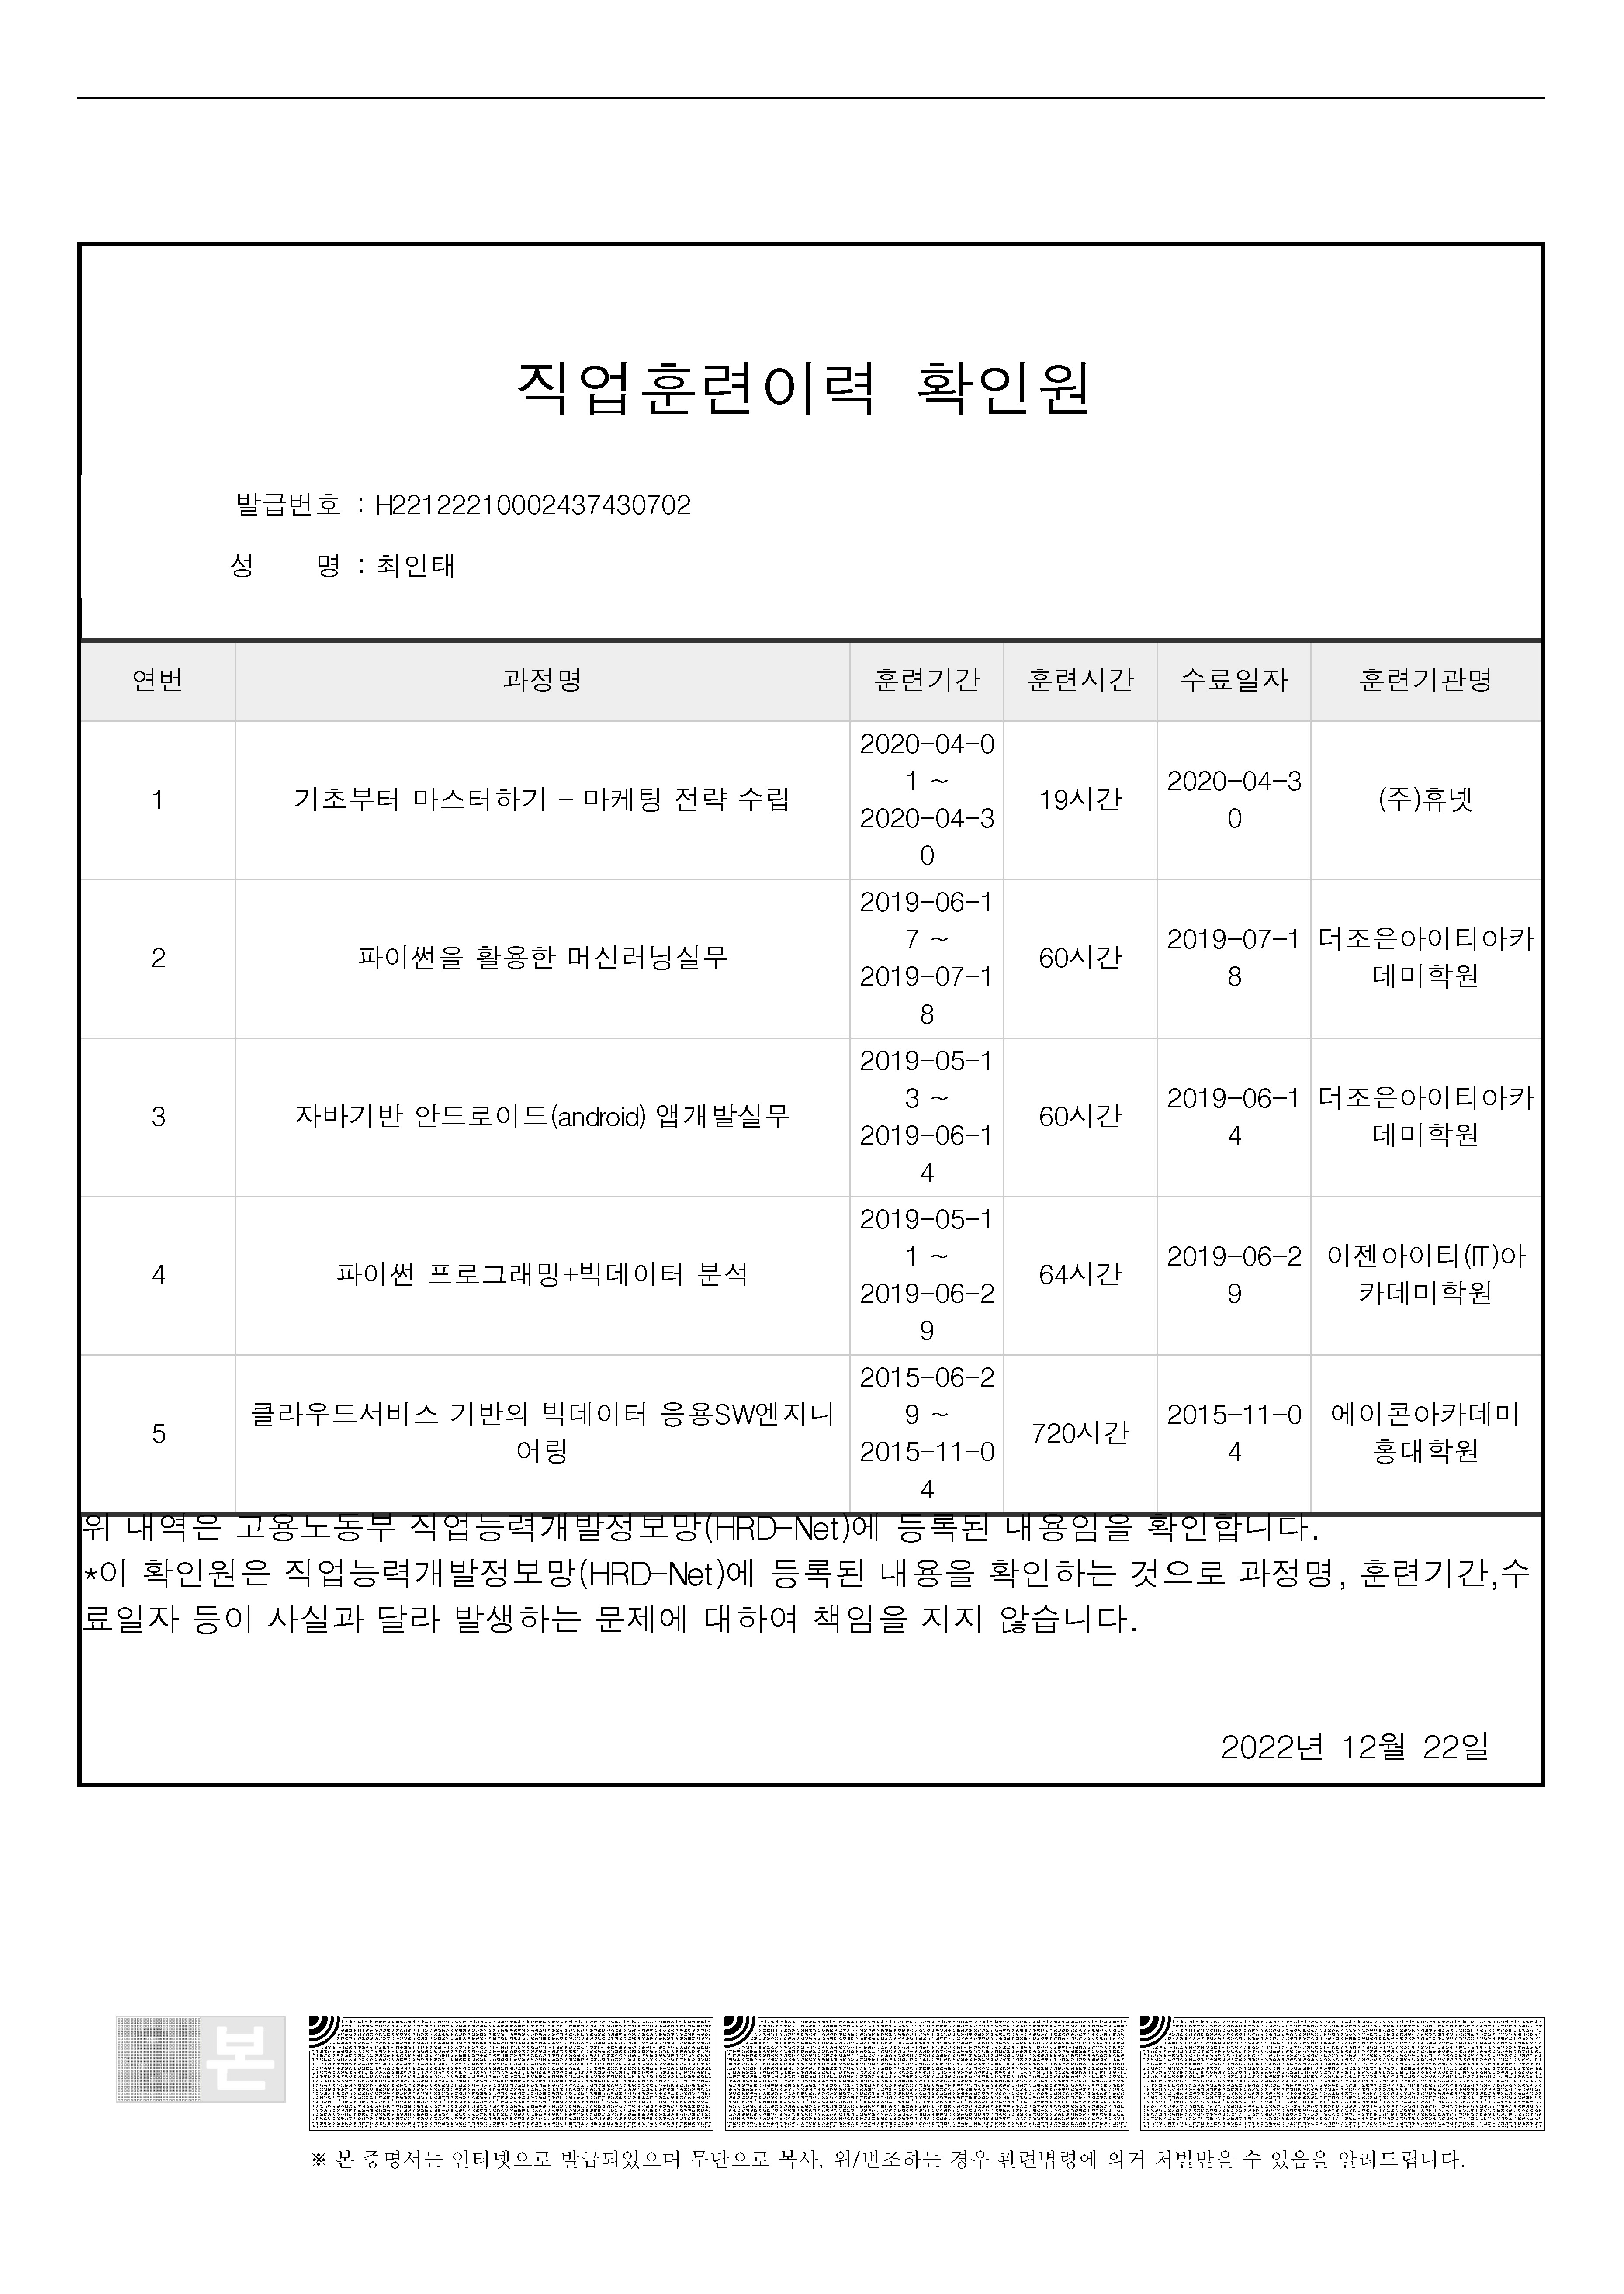 직업훈련이력 확인원
발급번호 : H22122210002437430702
성 명 : 최인태
연번 과정명 훈련기간 훈련시간 수료일자 훈련기관명
1 기초부터 마스터하기 - 마케팅 전략 수립 2020-04-01 ~ 2020-04-30 19시간 2020-04-30 (주)휴넷
2 파이썬을 활용한 머신러닝실무 2019-06-17 ~ 2019-07-18 60시간 2019-07-18 더조은아이티아카데미학원
3 자바기반 안드로이드(android) 앱개발실무 2019-05-13 ~ 2019-06-14 60시간 2019-06-14 더조은아이티아카데미학원
4 파이썬 프로그래밍+빅데이터 분석 2019-05-11 ~ 2019-06-29 64시간 2019-06-29 이젠아이티(IT)아카데미학원
5 클라우드서비스 기반의 빅데이터 응용SW엔지니어링 2015-06-29 ~ 2015-11-04 720시간 2015-11-04 에이콘아카데미 홍대학원
위 내역은 고용노동부 직업능력개발정보망(HRD-Net)에 등록된 내용임을 확인합니다.
*이 확인원은 직업능력개발정보망(HRD-Net)에 등록된 내용을 확인하는 것으로 과정명, 훈련기간,수
료일자 등이 사실과 달라 발생하는 문제에 대하여 책임을 지지 않습니다.
2022년 12월 22일
원본
※ 본 증명서는 인터넷으로 발급되었으며 무단으로 복사, 위/변조하는 경우 관련법령에 의거 처벌받을 수 있음을 알려드립니다.